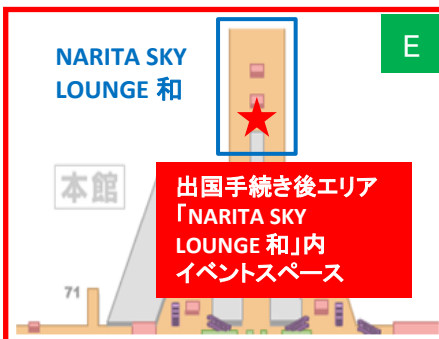 NARITA SKY
LOUNGE 和
E
本館
出国手続き後エリア
「NARITA SKY
LOUNGE 和」内
イベントスペース
71